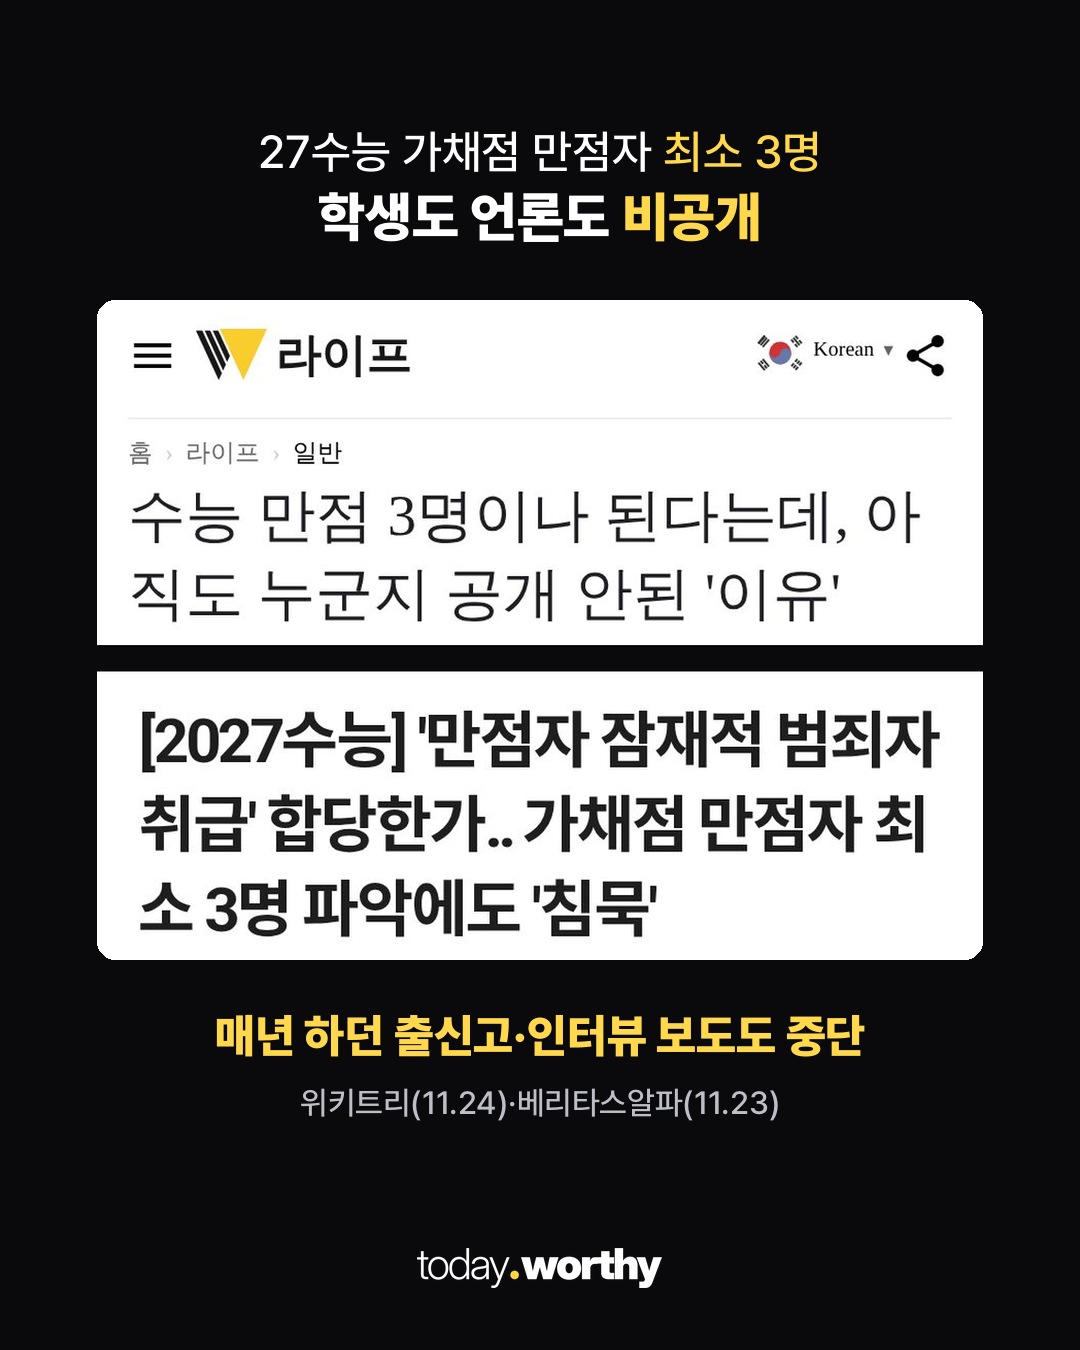 27수능 가채점 만점자 최소 3명
학생도 언론도 비공개
라이프
Korean ▼
홈 › 라이프 › 일반
수능 만점 3명이나 된다는데, 아
직도 누군지 공개 안된 '이유'
[2027수능] '만점자 잠재적 범죄자
취급' 합당한가.. 가채점 만점자 최
소 3명 파악에도 '침묵'
매년 하던 출신고·인터뷰 보도도 중단
위키트리(11.24)·베리타스알파(11.23)
today.worthy